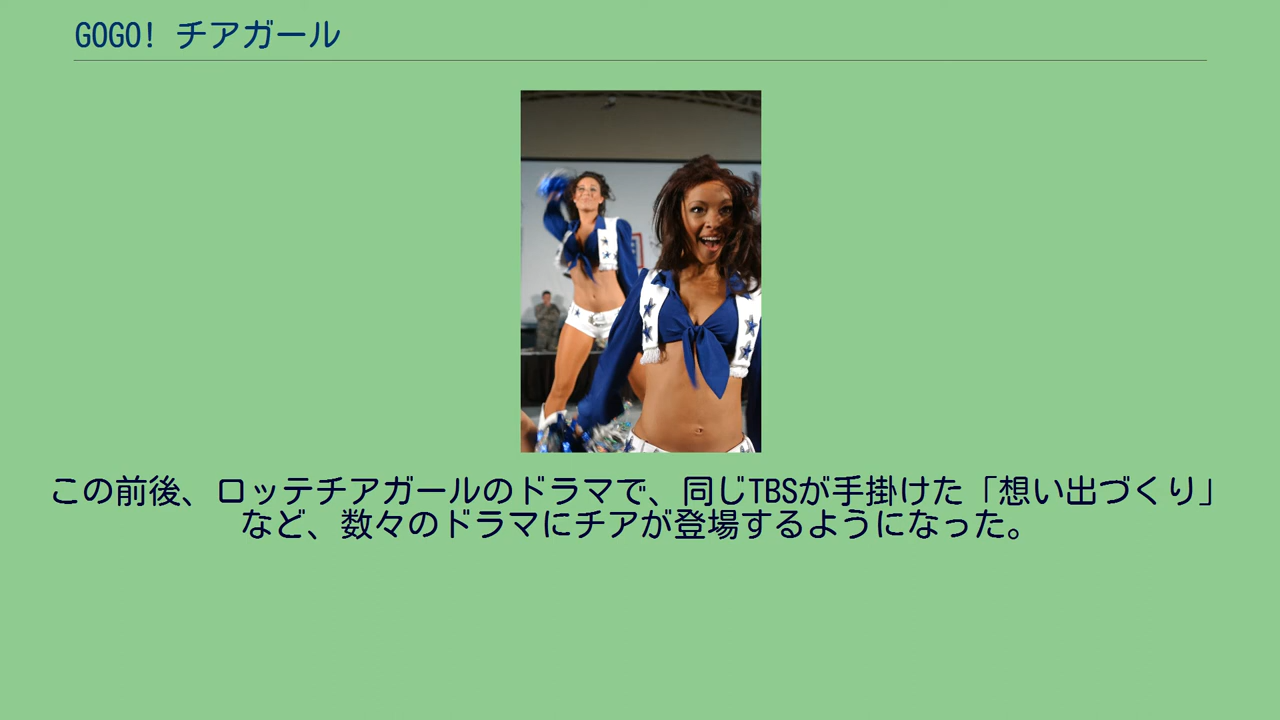 GOGO! チアガール
この前後、ロッテチアガールのドラマで、同じTBSが手掛けた「想い出づくり」
など、数々のドラマにチアが登場するようになった。